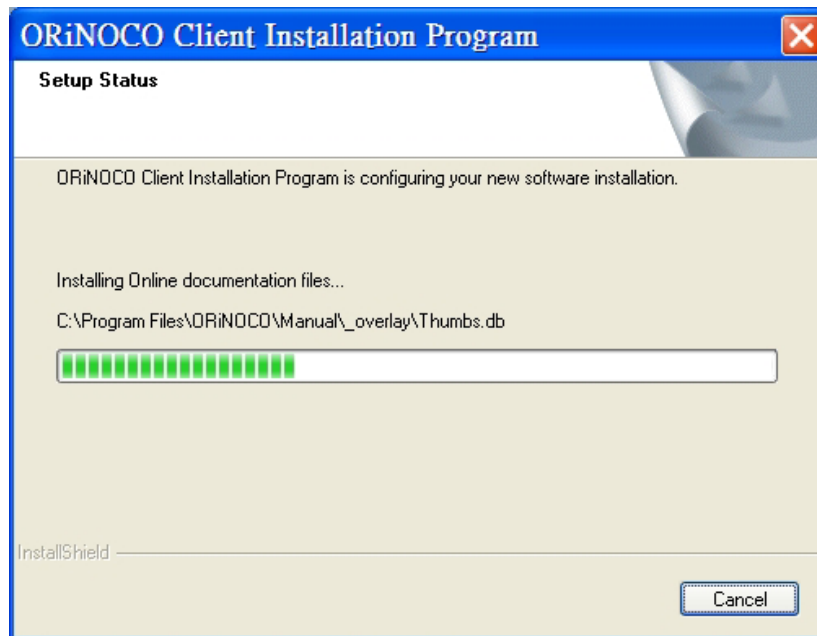 ORiNOCO Client Installation Program
Setup Status
ORiNOCO Client Installation Program is configuring your new software installation.
Installing Online documentation files...
C:\Program Files\ORiNOCO\Manual\_overlay\Thumbs.db
InstallShield
Cancel